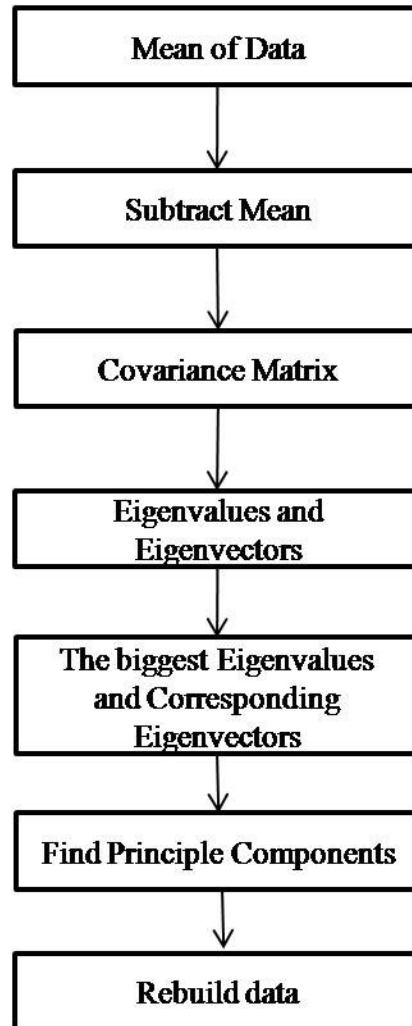 Mean of Data
Subtract Mean
Covariance Matrix
Eigenvalues and
Eigenvectors
The biggest Eigenvalues
and Corresponding
Eigenvectors
Find Principle Components
Rebuild data